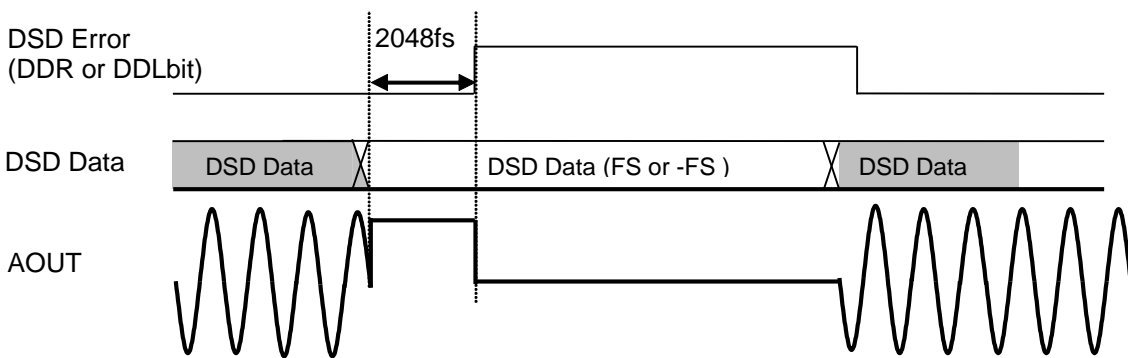 DSD Error
(DDR or DDLbit)
2048fs
DSD Data
DSD Data
DSD Data (FS or -FS )
DSD Data
AOUT